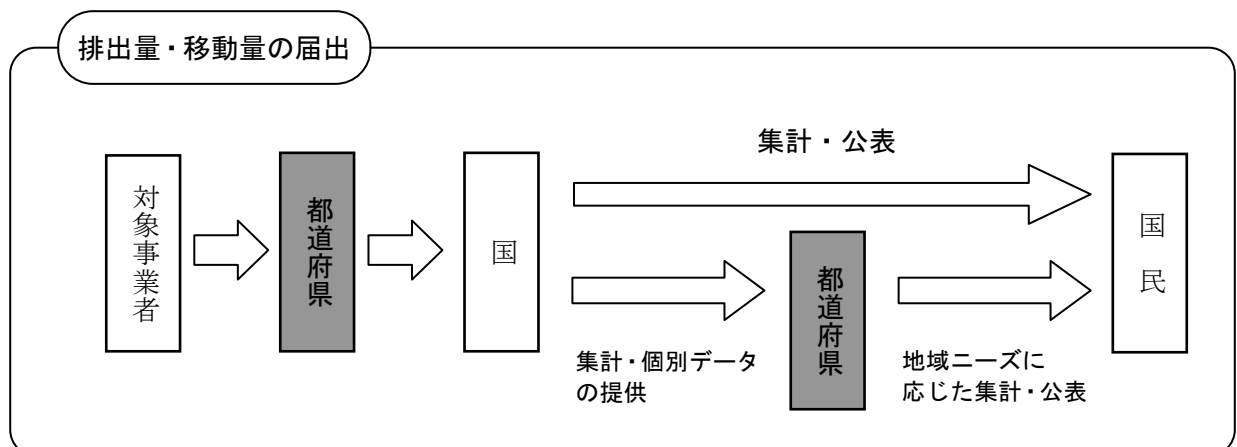 排出量・移動量の届出
集計・公表
対象事業者
都道府県
国
国民
都道府県
集計・個別データ
の提供
地域ニーズに
応じた集計・公表